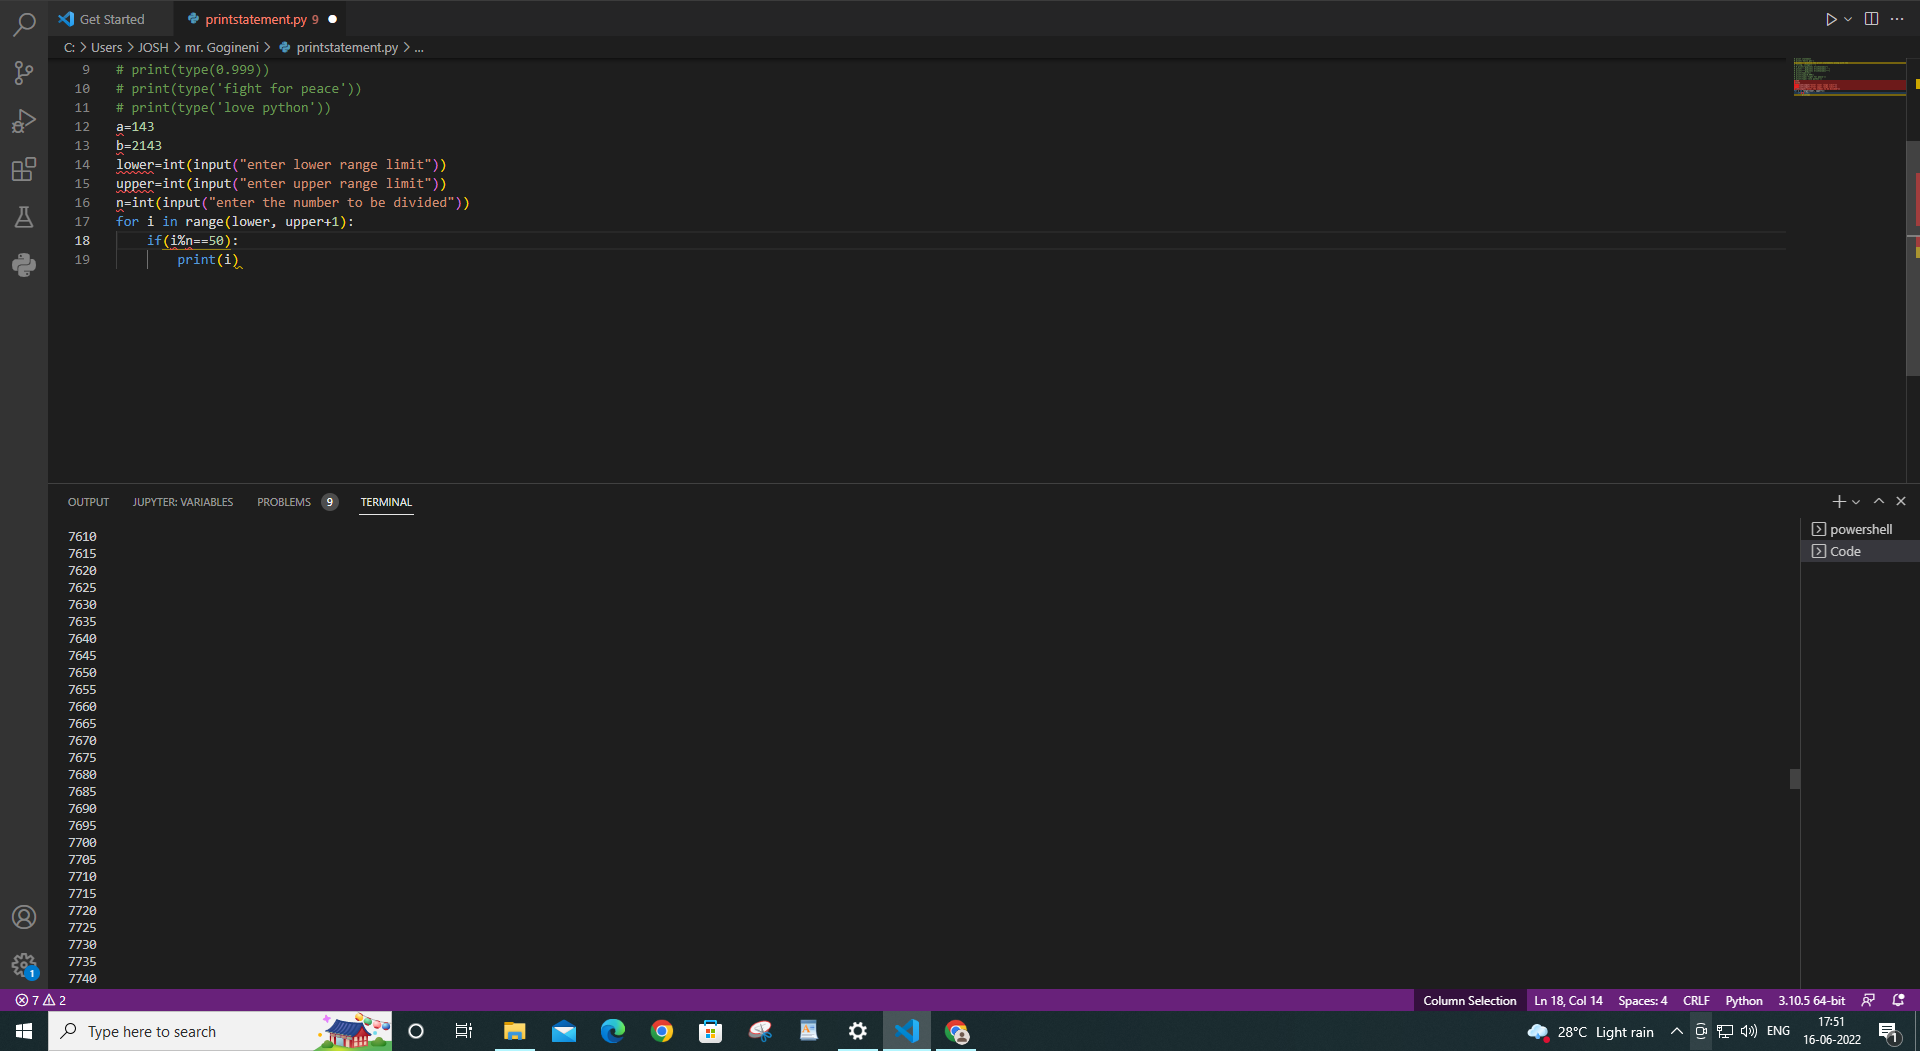 Get Started printstatement.py 9
C: > Users > JOSH > mr. Gogineni > printstatement.py > ...
9 # print(type(0.999))
10 # print(type('fight for peace'))
11 # print(type('love python'))
12 a=143
13 b=2143
14 lower=int(input("enter lower range limit"))
15 upper=int(input("enter upper range limit"))
16 n=int(input("enter the number to be divided"))
17 for i in range(lower, upper+1):
18 if(i%n==50):
19 print(i)
OUTPUT JUPYTER: VARIABLES PROBLEMS 9 TERMINAL
powershell
Code
7610
7615
7620
7625
7630
7635
7640
7645
7650
7655
7660
7665
7670
7675
7680
7685
7690
7695
7700
7705
7710
7715
7720
7725
7730
7735
7740
1
7 2 Column Selection Ln 18, Col 14 Spaces: 4 CRLF Python 3.10.5 64-bit
Type here to search 28°C Light rain ENG 17:51
16-06-2022 1